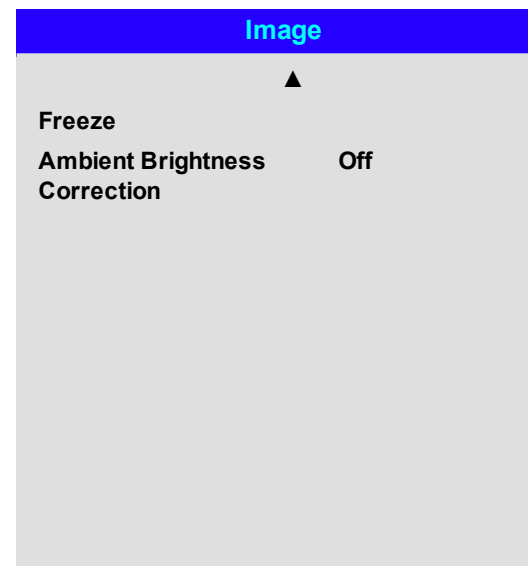 Image
▲
Freeze
Ambient Brightness Off
Correction